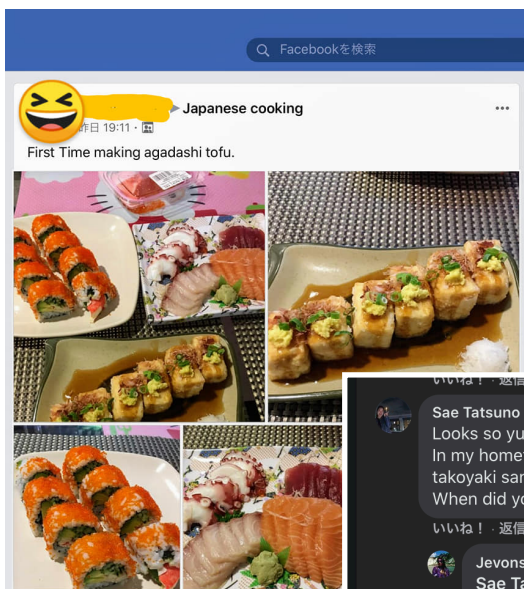 Facebookを検索
Japanese cooking
昨日 19:11
First Time making agadashi tofu.
いいね！ · 返信
Sae Tatsuno
Looks so yu
In my home
takoyaki sa
When did yo
いいね！ · 返信
Jevons
Sae Ta